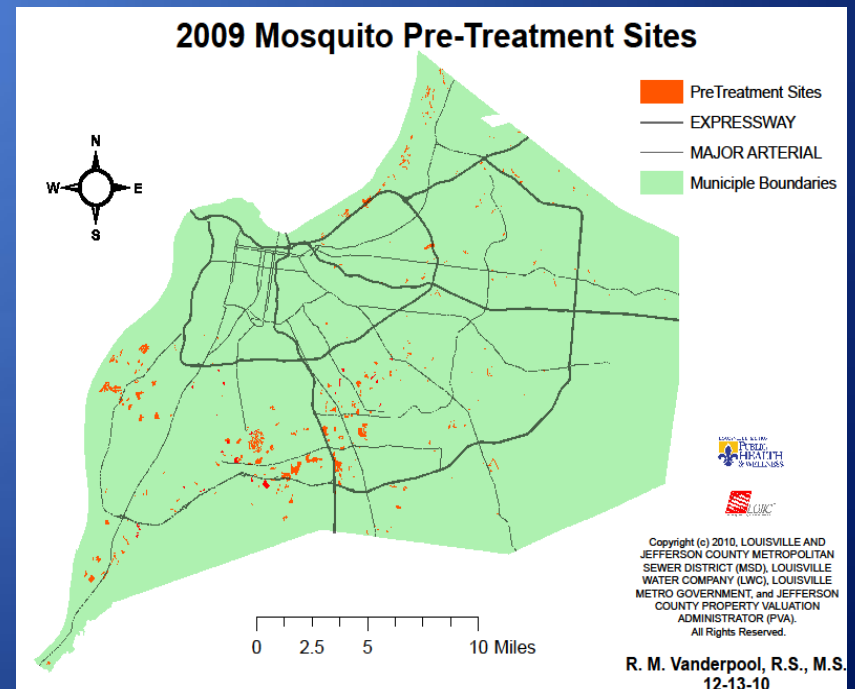 2009 Mosquito Pre-Treatment Sites
PreTreatment Sites
EXPRESSWAY
MAJOR ARTERIAL
Municiple Boundaries
N
W E
S
PUBLIC
HEALTH
& WELLNESS
LOJIC
Copyright (c) 2010, LOUISVILLE AND
JEFFERSON COUNTY METROPOLITAN
SEWER DISTRICT (MSD), LOUISVILLE
WATER COMPANY (LWC), LOUISVILLE
METRO GOVERNMENT, and JEFFERSON
COUNTY PROPERTY VALUATION
ADMINISTRATOR (PVA).
All Rights Reserved.
0 2.5 5 10 Miles
R. M. Vanderpool, R.S., M.S.
12-13-10